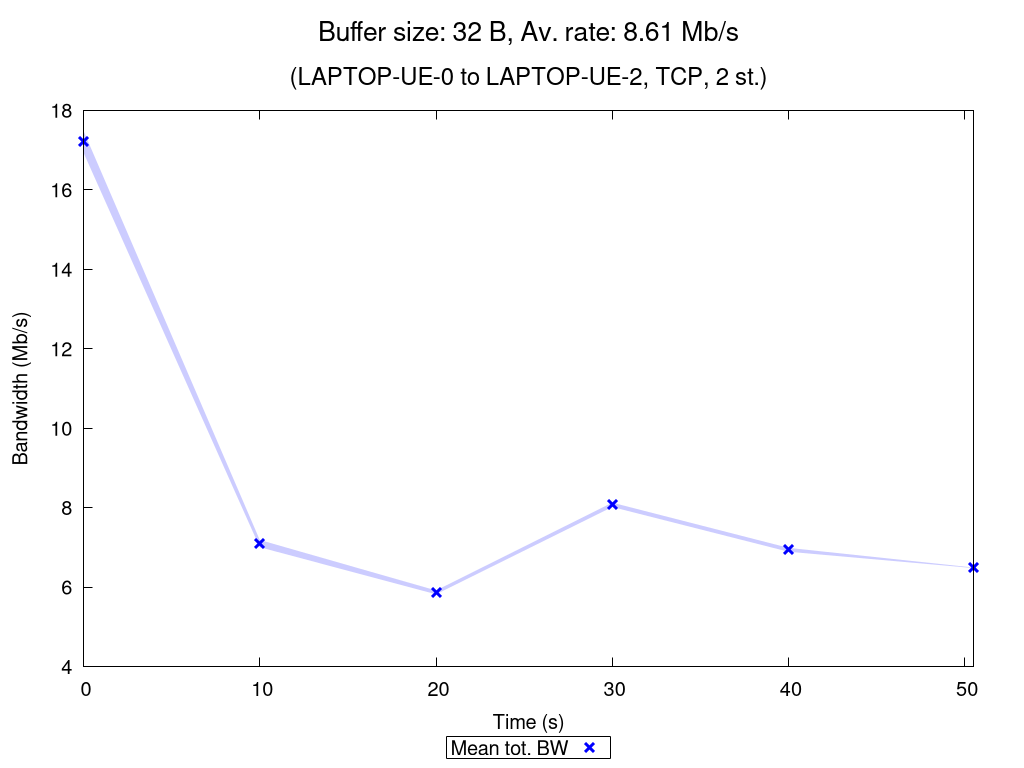 Buffer size: 32 B, Av. rate: 8.61 Mb/s
(LAPTOP-UE-0 to LAPTOP-UE-2, TCP, 2 st.)
18
16
14
12
10
8
6
4
Bandwidth (Mb/s)
0 10 20 30 40 50
Time (s)
Mean tot. BW